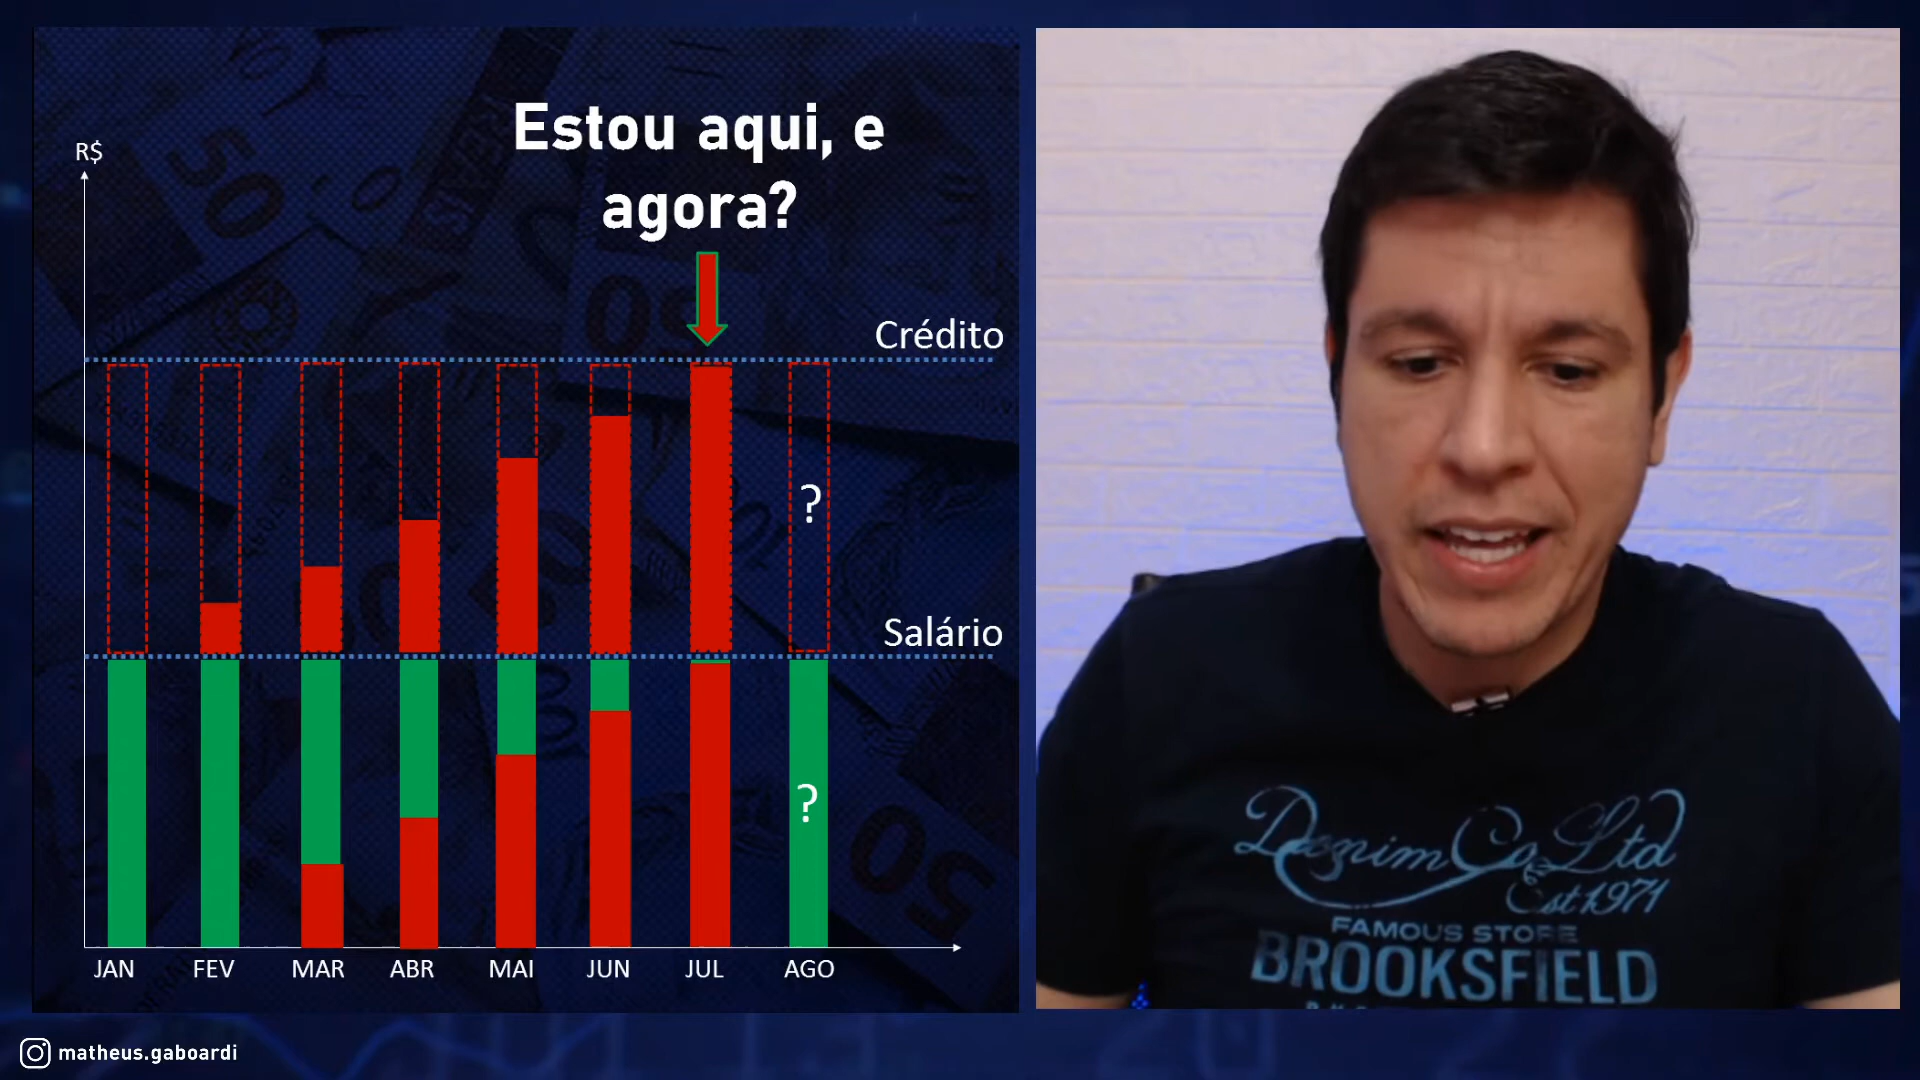 Estou aqui, e
agora?
R$
Crédito
?
Salário
?
JAN FEV MAR ABR MAI JUN JUL AGO
Denim Co Ltd
Est 1971
FAMOUS STORE
BROOKSFIELD
matheus.gaboardi